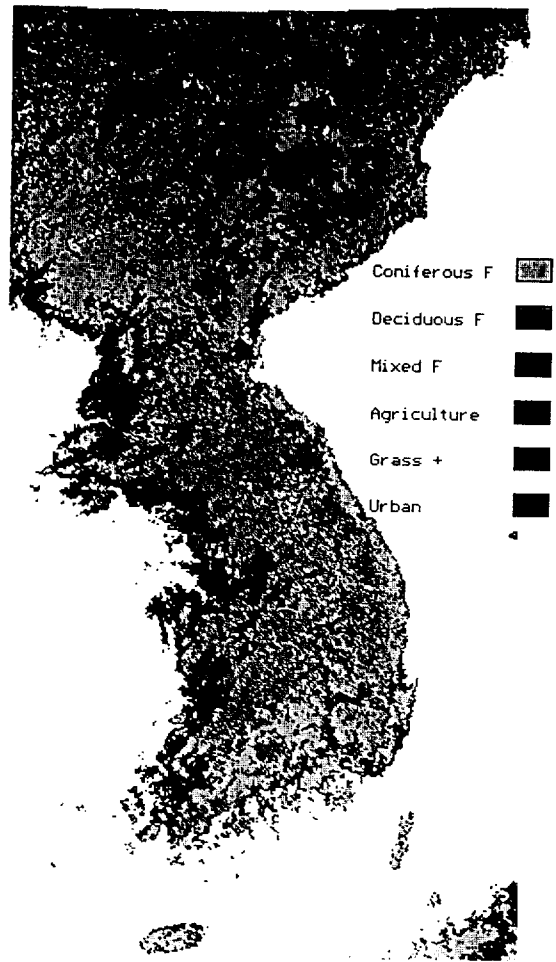 Coniferous F
Deciduous F
Mixed F
Agriculture
Grass +
Urban